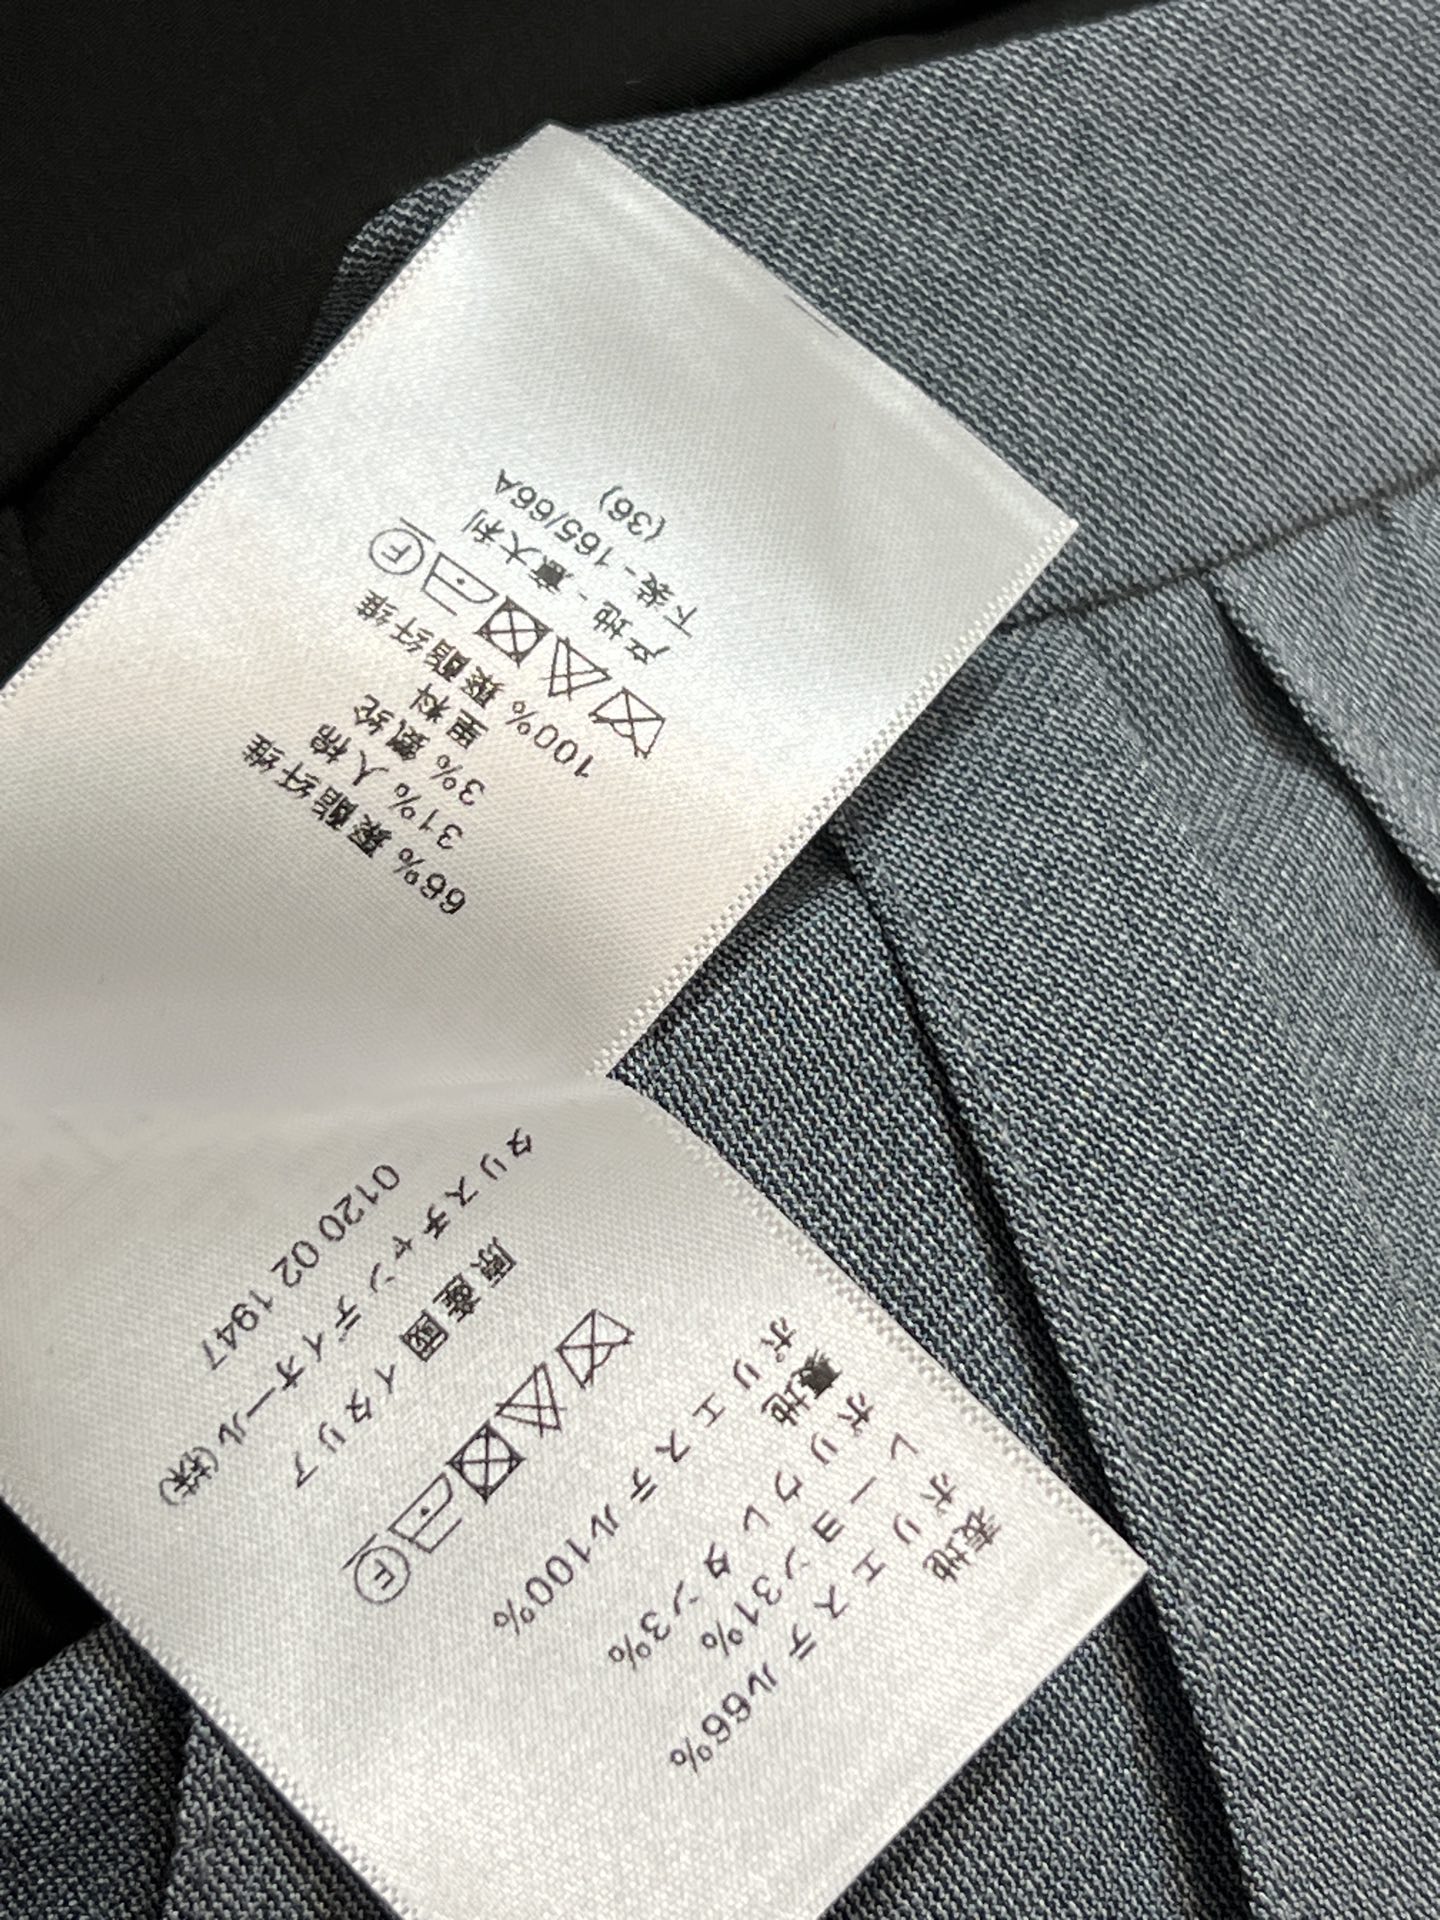 66% 聚酯纤维
31% 人棉
3% 氨纶
里料
100% 聚酯纤维
F
产地 - 意大利
下装 - 165/66A
(36)
表地
ポリエステル66%
レーヨン31%
ポリウレタン3%
裏地
ポリエステル100%
F
原産國 イタリア
クリスチャンディオール(株)
0120 02 1947